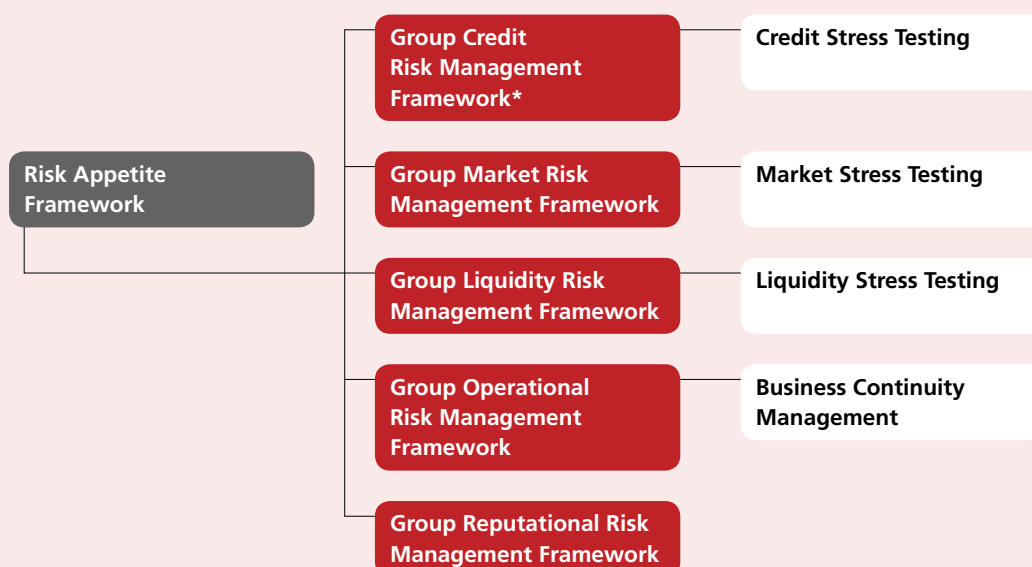 Risk Appetite
Framework
Group Credit
Risk Management
Framework*
Credit Stress Testing
Group Market Risk
Management Framework
Market Stress Testing
Group Liquidity Risk
Management Framework
Liquidity Stress Testing
Group Operational
Risk Management
Framework
Business Continuity
Management
Group Reputational Risk
Management Framework